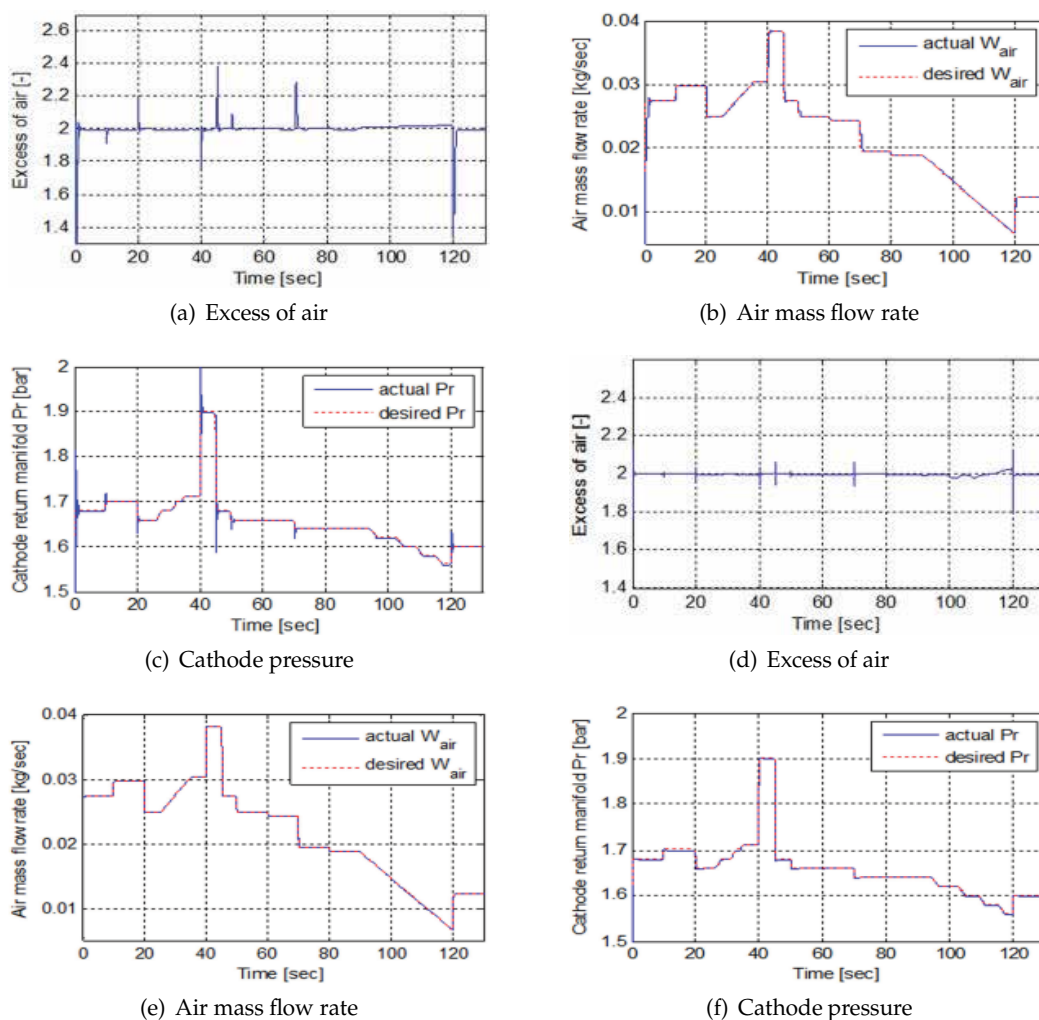 2.6
2.4
2.2
2
1.8
1.6
1.4
Excess of air [-]
0 20 40 60 80 100 120
Time [sec]
(a) Excess of air
0.04
0.03
0.02
0.01
Air mass flow rate [kg/sec]
actual Wair
desired Wair
0 20 40 60 80 100 120
Time [sec]
(b) Air mass flow rate
2
1.9
1.8
1.7
1.6
1.5
Cathode return manifold Pr [bar]
actual Pr
desired Pr
0 20 40 60 80 100 120
Time [sec]
(c) Cathode pressure
2.4
2.2
2
1.8
1.6
1.4
Excess of air [-]
0 20 40 60 80 100 120
Time [sec]
(d) Excess of air
0.04
0.03
0.02
0.01
Air mass flow rate [kg/sec]
actual Wair
desired Wair
0 20 40 60 80 100 120
Time [sec]
(e) Air mass flow rate
2
1.9
1.8
1.7
1.6
1.5
Cathode return manifold Pr [bar]
actual Pr
desired Pr
0 20 40 60 80 100 120
Time [sec]
(f) Cathode pressure